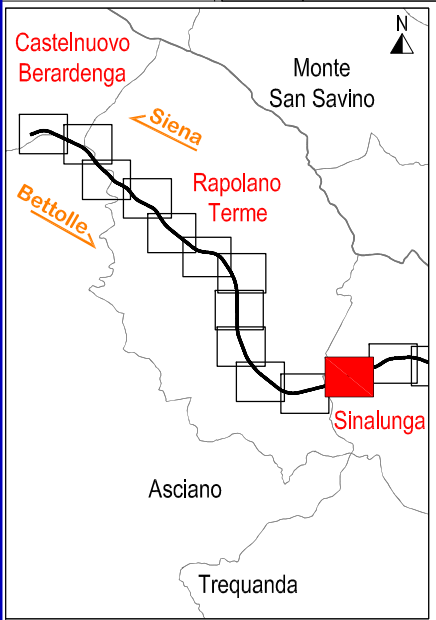 N
Castelnuovo
Berardenga
Monte
San Savino
Siena
Rapolano
Terme
Bettolle
Sinalunga
Asciano
Trequanda